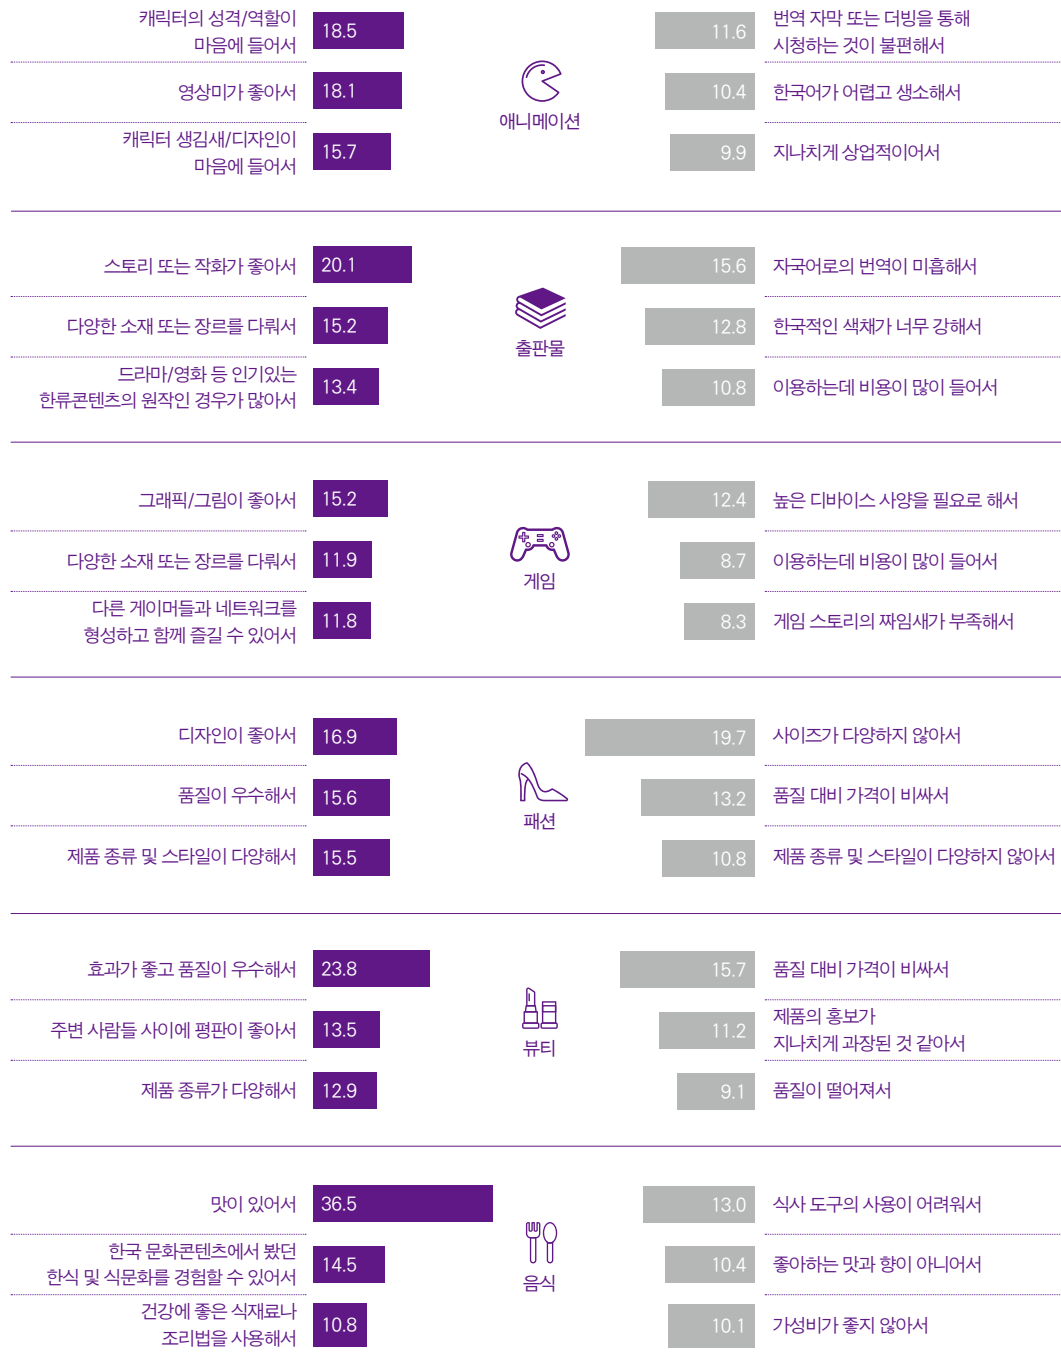 캐릭터의 성격/역할이
마음에 들어서
18.5
영상미가 좋아서
18.1
캐릭터 생김새/디자인이
마음에 들어서
15.7
애니메이션
11.6
번역 자막 또는 더빙을 통해
시청하는 것이 불편해서
10.4
한국어가 어렵고 생소해서
9.9
지나치게 상업적이어서
스토리 또는 작화가 좋아서
20.1
다양한 소재 또는 장르를 다뤄서
15.2
드라마/영화 등 인기있는
한류콘텐츠의 원작인 경우가 많아서
13.4
출판물
15.6
자국어로의 번역이 미흡해서
12.8
한국적인 색채가 너무 강해서
10.8
이용하는데 비용이 많이 들어서
그래픽/그림이 좋아서
15.2
다양한 소재 또는 장르를 다뤄서
11.9
다른 게이머들과 네트워크를
형성하고 함께 즐길 수 있어서
11.8
게임
12.4
높은 디바이스 사양을 필요로 해서
8.7
이용하는데 비용이 많이 들어서
8.3
게임 스토리의 짜임새가 부족해서
디자인이 좋아서
16.9
품질이 우수해서
15.6
제품 종류 및 스타일이 다양해서
15.5
패션
19.7
사이즈가 다양하지 않아서
13.2
품질 대비 가격이 비싸서
10.8
제품 종류 및 스타일이 다양하지 않아서
효과가 좋고 품질이 우수해서
23.8
주변 사람들 사이에 평판이 좋아서
13.5
제품 종류가 다양해서
12.9
뷰티
15.7
품질 대비 가격이 비싸서
11.2
제품의 홍보가
지나치게 과장된 것 같아서
9.1
품질이 떨어져서
맛이 있어서
36.5
한국 문화콘텐츠에서 봤던
한식 및 식문화를 경험할 수 있어서
14.5
건강에 좋은 식재료나
조리법을 사용해서
10.8
음식
13.0
식사 도구의 사용이 어려워서
10.4
좋아하는 맛과 향이 아니어서
10.1
가성비가 좋지 않아서